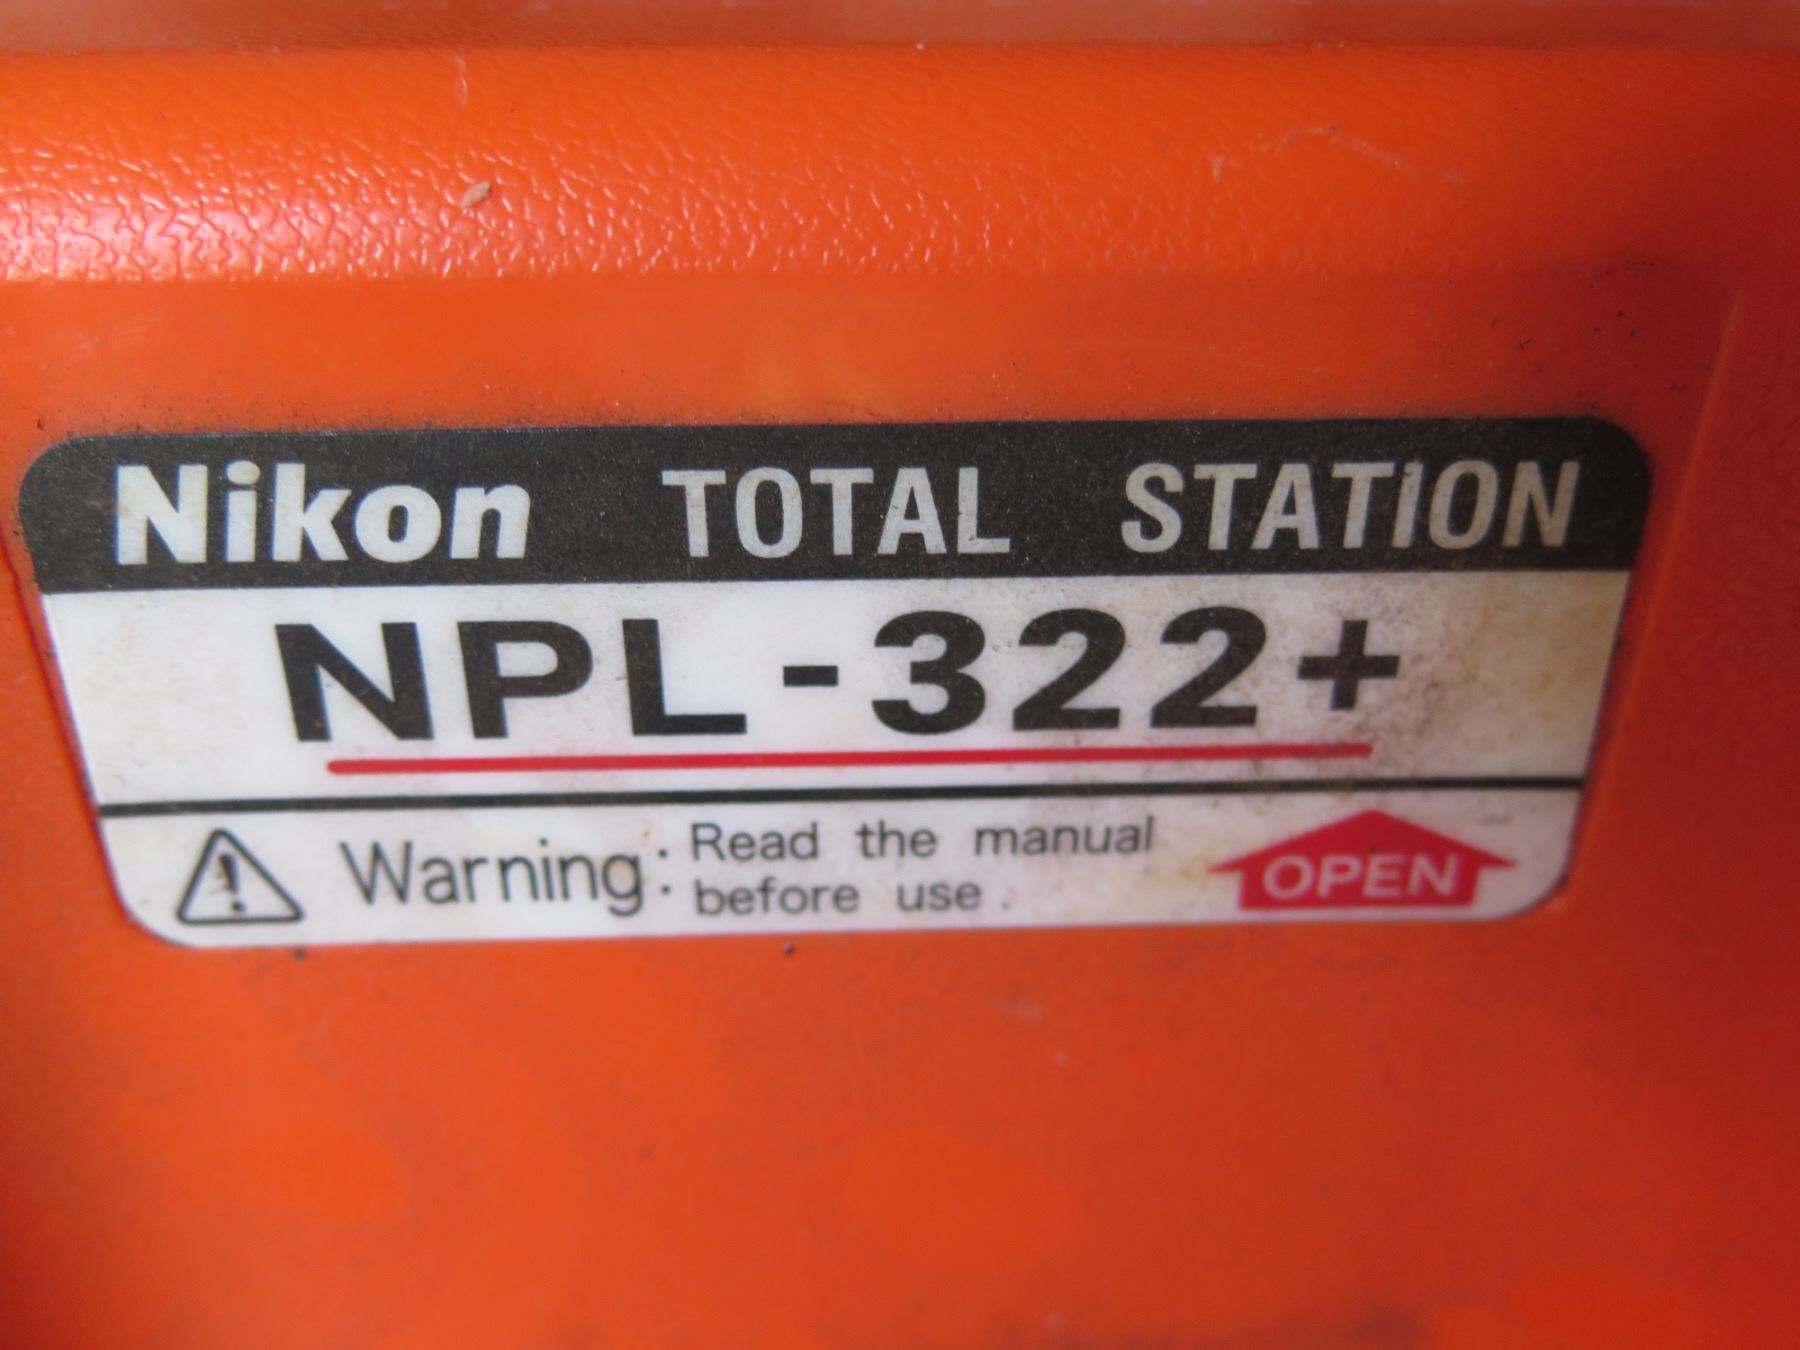 Nikon TOTAL STATION
NPL-322+
Warning: Read the manual
before use.
OPEN